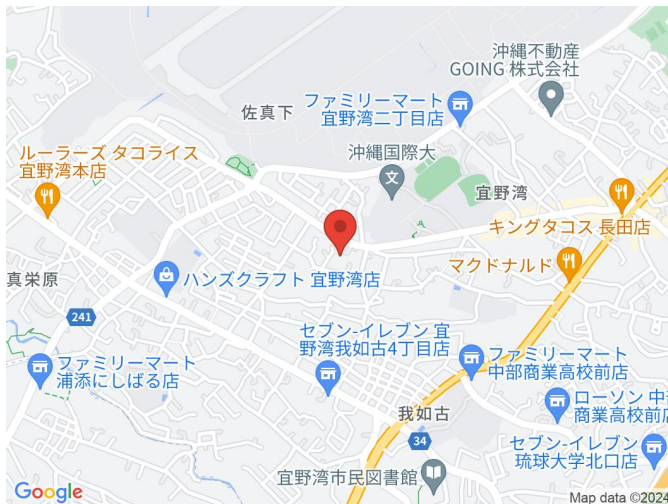 沖縄不動産
GOING 株式会社
ファミリーマート
宜野湾二丁目店
佐真下
ルーラーズ タコライス
宜野湾本店
沖縄国際大
宜野湾
キングタコス 長田店
マクドナルド
真栄原
ハンズクラフト 宜野湾店
241
セブン-イレブン 宜
野湾我如古4丁目店
ファミリーマート
浦添にしばる店
ファミリーマート
中部商業高校前店
ローソン 中部
商業高校前店
我如古
34
セブン-イレブン
琉球大学北口店
宜野湾市民図書館
Google
Map data ©2024